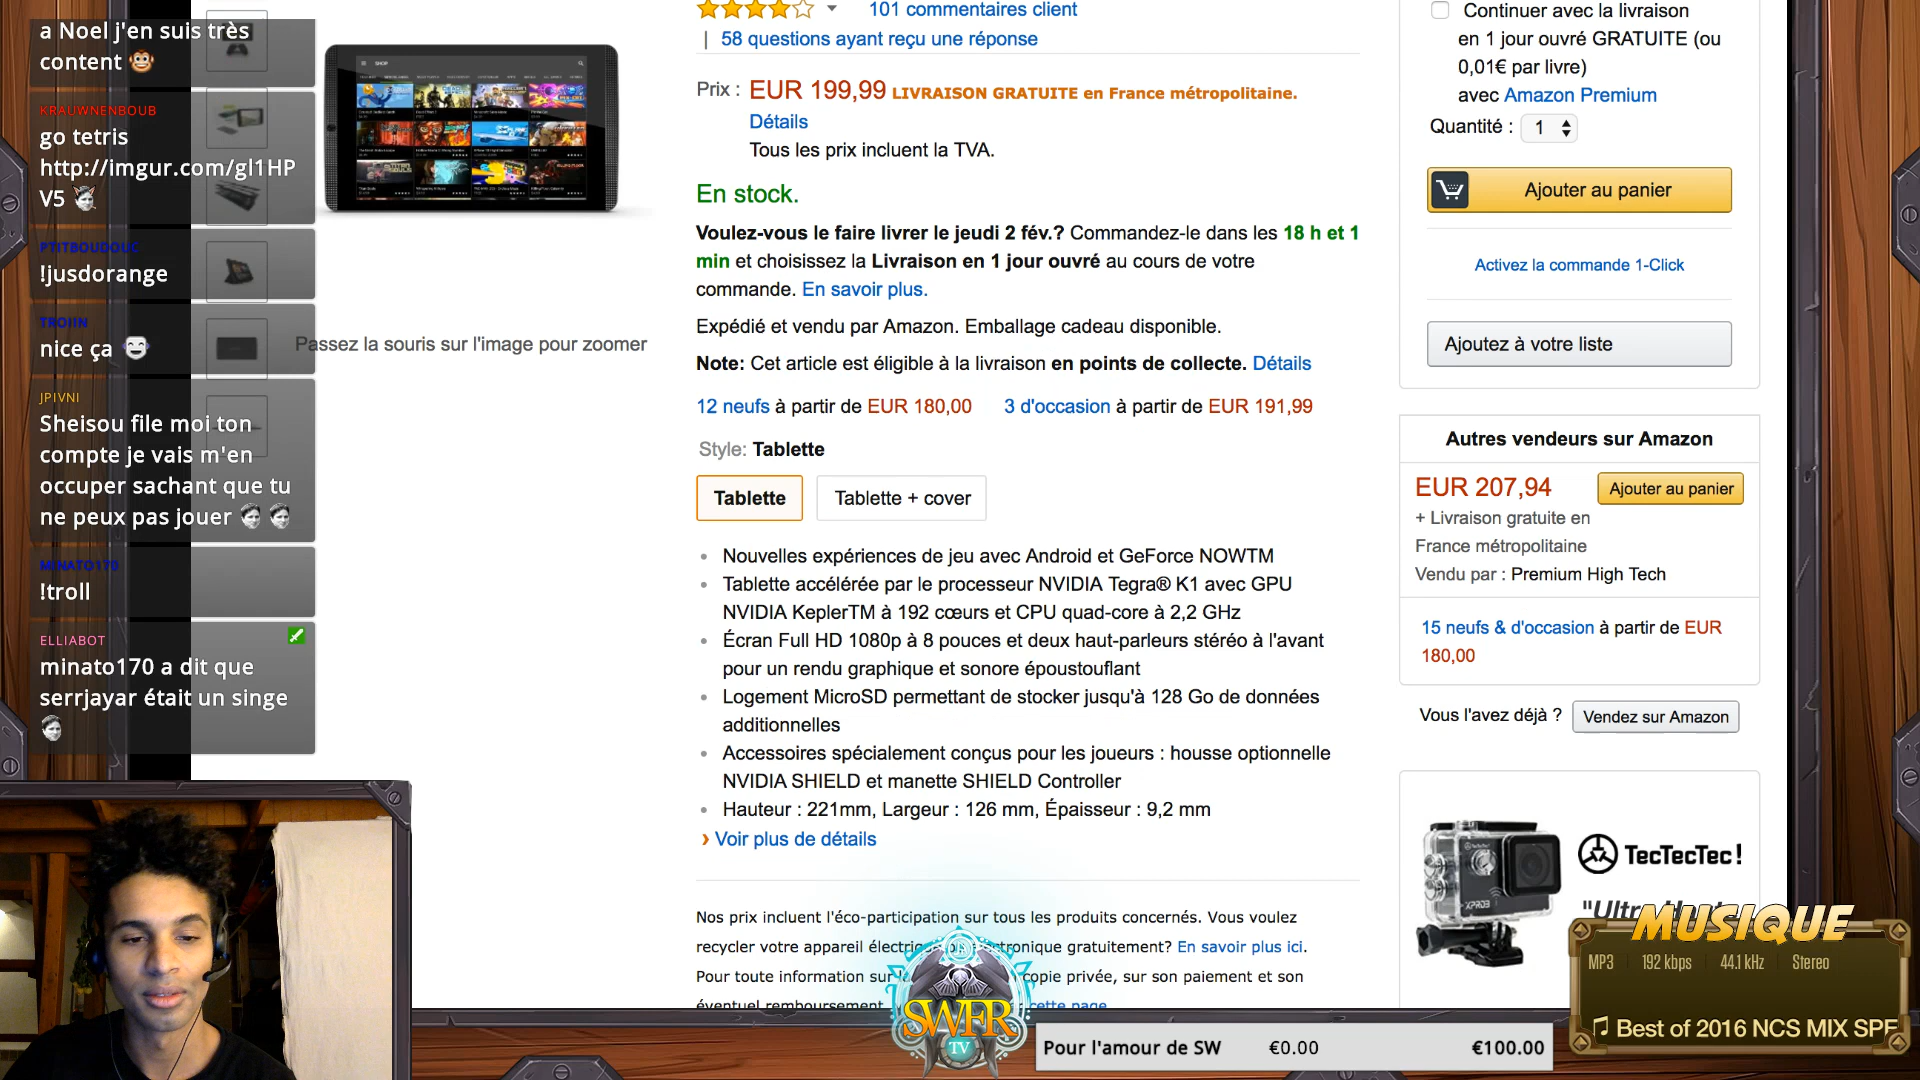 a Noel j'en suis très
content
KRAUWNENBOUB
go tetris
http://imgur.com/gl1HP
V5
PTITBOUDOUC
!jusdorange
TROJIN
nice ça
JPIVNI
Sheisou file moi ton
compte je vais m'en
occuper sachant que tu
ne peux pas jouer
MINATO170
!troll
ELLIABOT
minato170 a dit que
serrjayar était un singe
SHOP
Passez la souris sur l'image pour zoomer
101 commentaires client
| 58 questions ayant reçu une réponse
Prix : EUR 199,99 LIVRAISON GRATUITE en France métropolitaine.
Détails
Tous les prix incluent la TVA.
En stock.
Voulez-vous le faire livrer le jeudi 2 fév.? Commandez-le dans les 18 h et 1
min et choisissez la Livraison en 1 jour ouvré au cours de votre
commande. En savoir plus.
Expédié et vendu par Amazon. Emballage cadeau disponible.
Note: Cet article est éligible à la livraison en points de collecte. Détails
12 neufs à partir de EUR 180,00 3 d'occasion à partir de EUR 191,99
Style: Tablette
Tablette
Tablette + cover
Nouvelles expériences de jeu avec Android et GeForce NOWTM
Tablette accélérée par le processeur NVIDIA Tegra® K1 avec GPU
NVIDIA KeplerTM à 192 cœurs et CPU quad-core à 2,2 GHz
Écran Full HD 1080p à 8 pouces et deux haut-parleurs stéréo à l'avant
pour un rendu graphique et sonore époustouflant
Logement MicroSD permettant de stocker jusqu'à 128 Go de données
additionnelles
Accessoires spécialement conçus pour les joueurs : housse optionnelle
NVIDIA SHIELD et manette SHIELD Controller
Hauteur : 221mm, Largeur : 126 mm, Épaisseur : 9,2 mm
› Voir plus de détails
Nos prix incluent l'éco-participation sur tous les produits concernés. Vous voulez
recycler votre appareil électriq tronique gratuitement? En savoir plus ici.
Pour toute information sur la copie privée, sur son paiement et son
éventuel remboursement, cette page
Continuer avec la livraison
en 1 jour ouvré GRATUITE (ou
0,01€ par livre)
avec Amazon Premium
Quantité : 1
Ajouter au panier
Activez la commande 1-Click
Ajoutez à votre liste
Autres vendeurs sur Amazon
EUR 207,94
Ajouter au panier
+ Livraison gratuite en
France métropolitaine
Vendu par : Premium High Tech
15 neufs & d'occasion à partir de EUR
180,00
Vous l'avez déjà ?
Vendez sur Amazon
TecTecTec!
XPRO3
MUSIQUE
MP3 192 kbps 44.1 kHz Stereo
Best of 2016 NCS MIX SPE
SWFR
TV
Pour l'amour de SW €0.00 €100.00